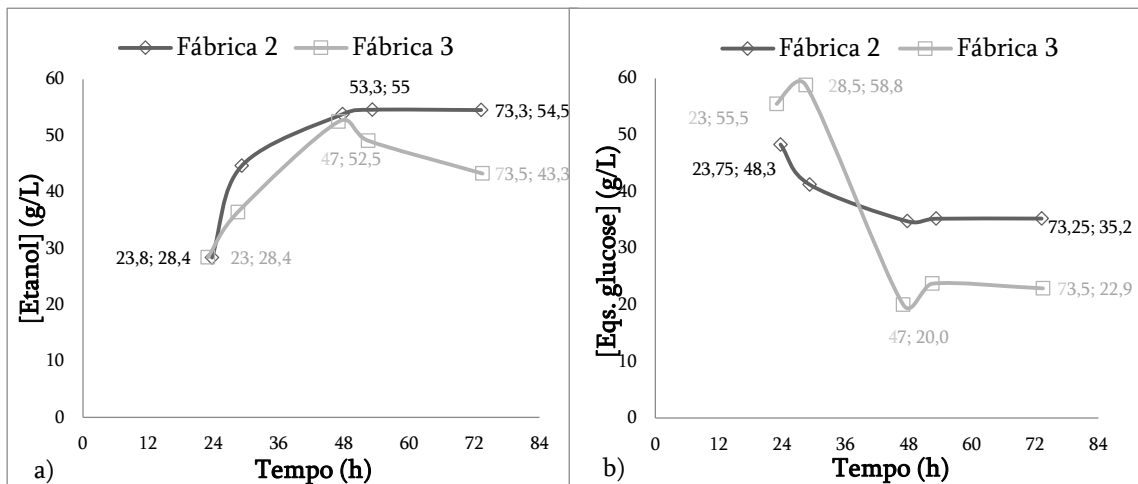 Fábrica 2 Fábrica 3
[Etanol] (g/L)
60
50
40
30
20
10
0
53,3; 55
73,3; 54,5
47; 52,5
73,5; 43,3
23,8; 28,4
23; 28,4
0 12 24 36 48 60 72 84
Tempo (h)
a)
Fábrica 2 Fábrica 3
[Eqs. glucose] (g/L)
60
50
40
30
20
10
0
28,5; 58,8
23; 55,5
23,75; 48,3
73,25; 35,2
73,5; 22,9
47; 20,0
0 12 24 36 48 60 72 84
Tempo (h)
b)